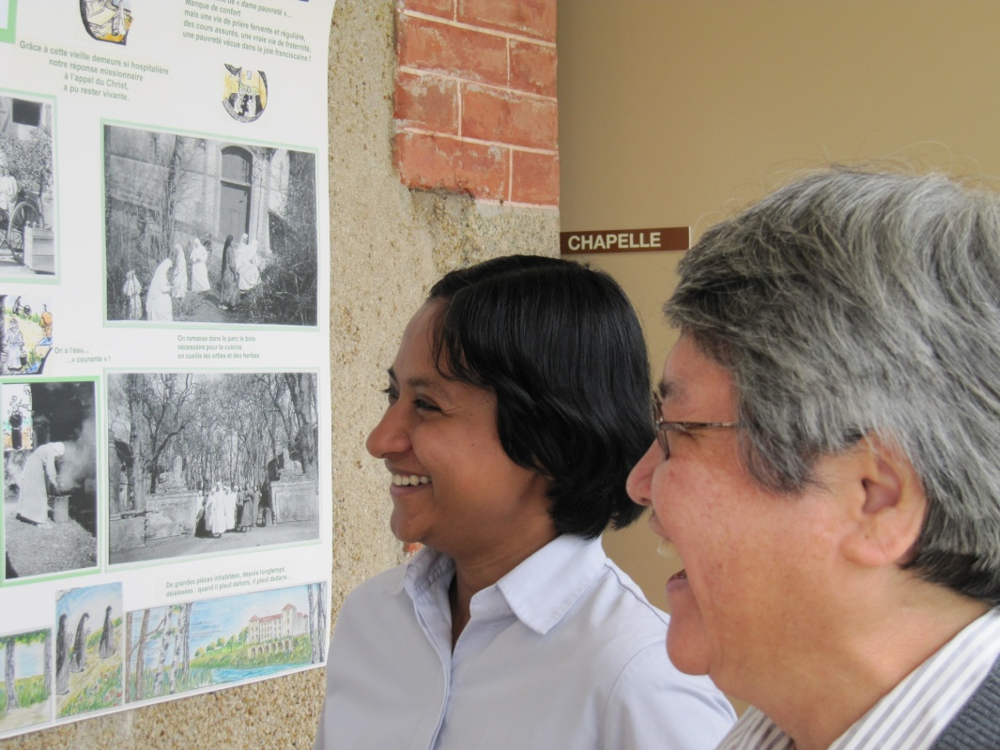 de « dame pauvreté »...
Manque de confort
mais une vie de prière fervente et régulière,
des cours assurés, une vraie vie de fraternité,
une pauvreté vécue dans la joie franciscaine !
Grâce à cette vieille demeure si hospitalière
notre réponse missionnaire
à l'appel du Christ,
a pu rester vivante.
CHAPELLE
On ramasse dans le parc le bois
nécessaire pour la cuisine,
on cueille les orties et des herbes
On a l'eau...
...« courante » !
De grandes pièces inhabitées, depuis longtemps
délaissées : quand il pleut dehors, il pleut dedans...